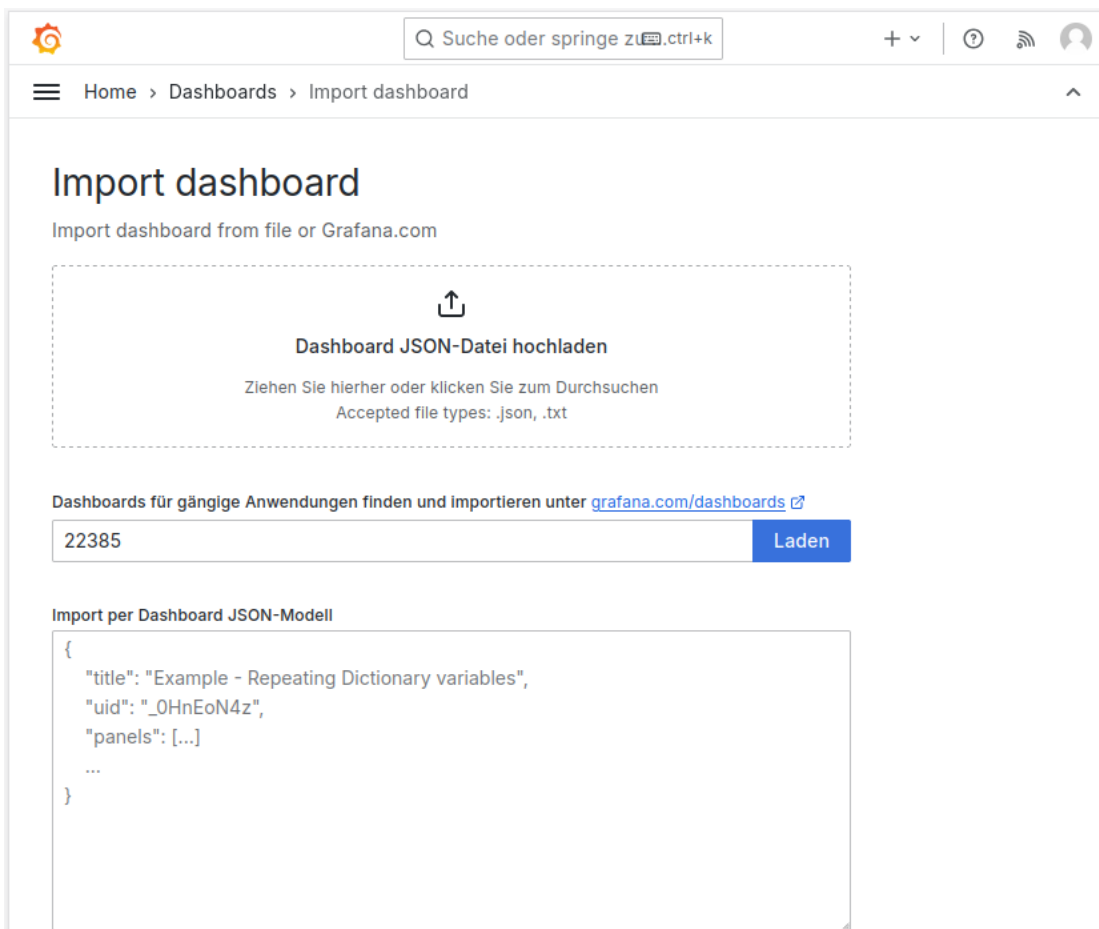 Suche oder springe zu
ctrl+k
Home › Dashboards › Import dashboard
Import dashboard
Import dashboard from file or Grafana.com
Dashboard JSON-Datei hochladen
Ziehen Sie hierher oder klicken Sie zum Durchsuchen
Accepted file types: .json, .txt
Dashboards für gängige Anwendungen finden und importieren unter grafana.com/dashboards
22385
Laden
Import per Dashboard JSON-Modell
{
"title": "Example - Repeating Dictionary variables",
"uid": "_0HnEoN4z",
"panels": [...]
...
}